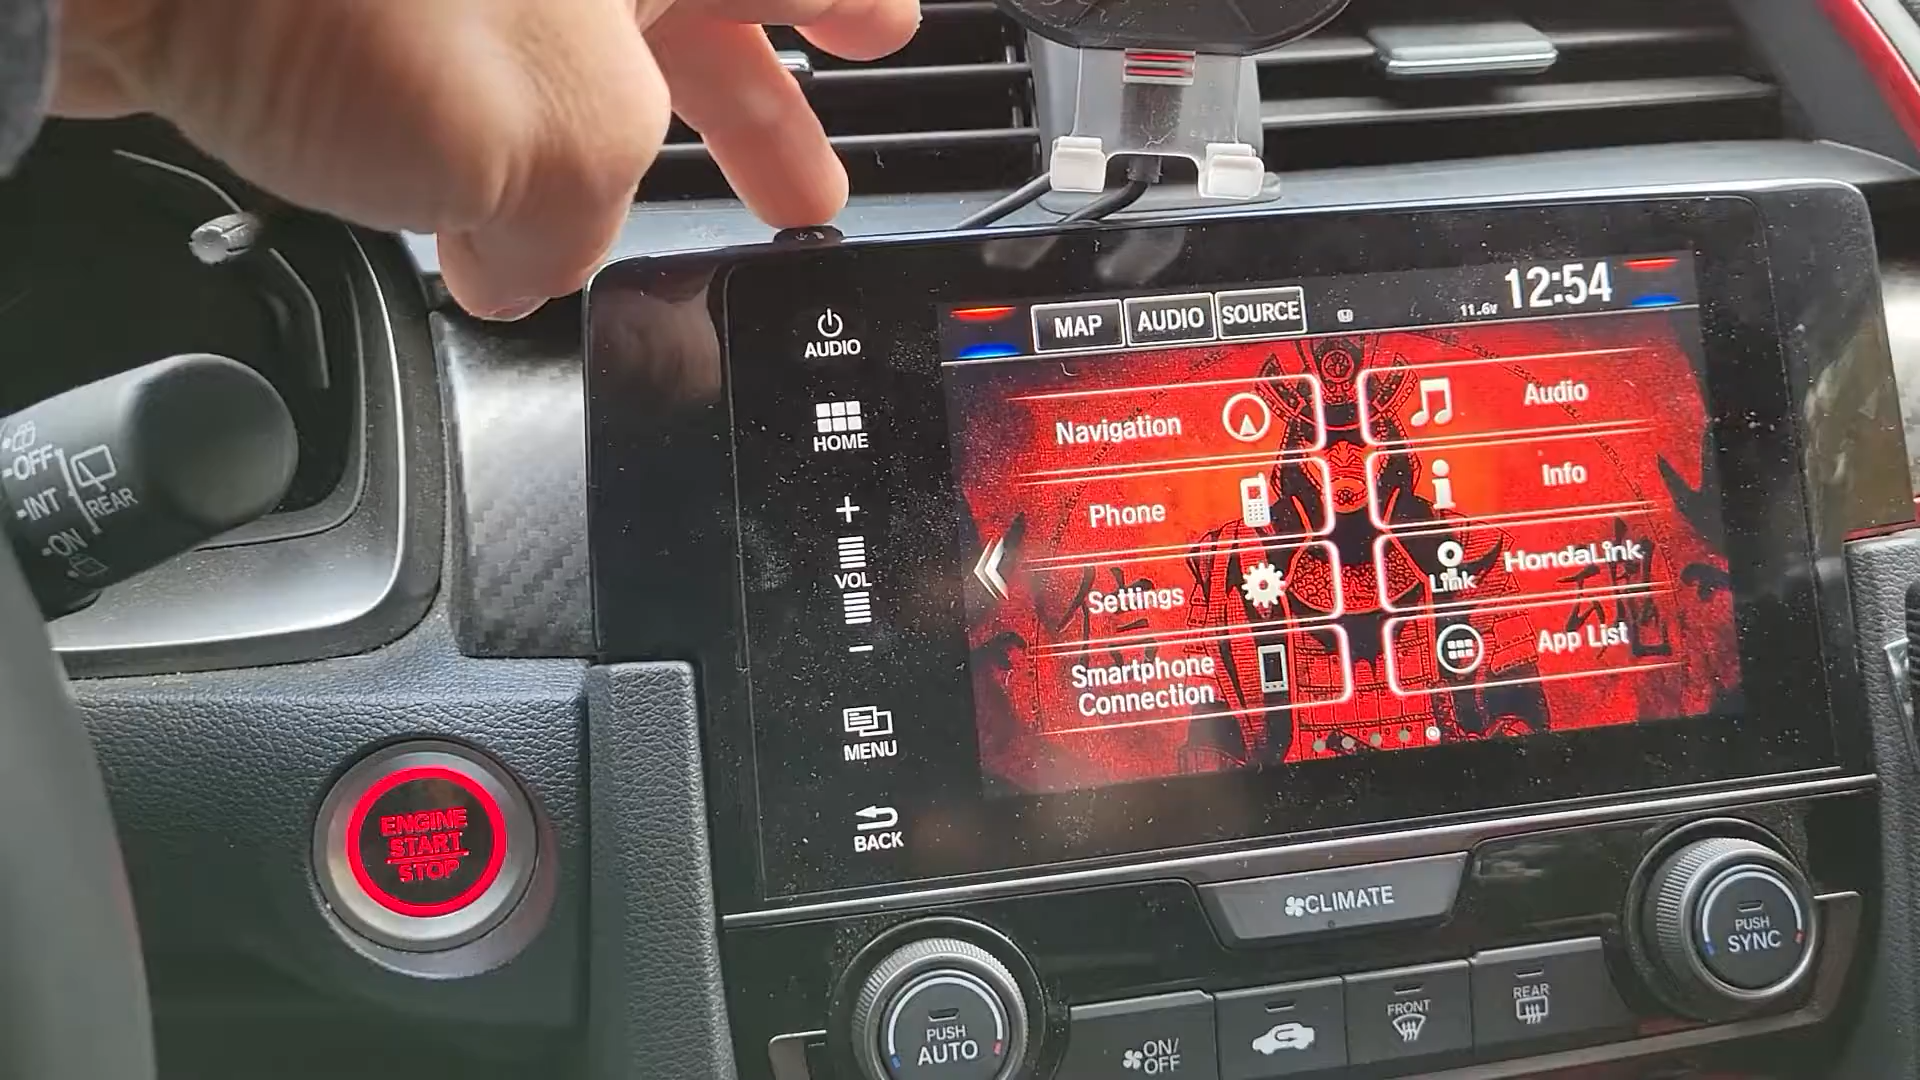 AUDIO
HOME
+
VOL
−
MENU
BACK
MAP
AUDIO
SOURCE
11.6v
12:54
Navigation
Audio
Phone
Info
Settings
Link
HondaLink
Smartphone
Connection
App List
OFF
INT
ON
REAR
ENGINE
START
STOP
CLIMATE
PUSH
AUTO
ON/
OFF
FRONT
REAR
PUSH
SYNC